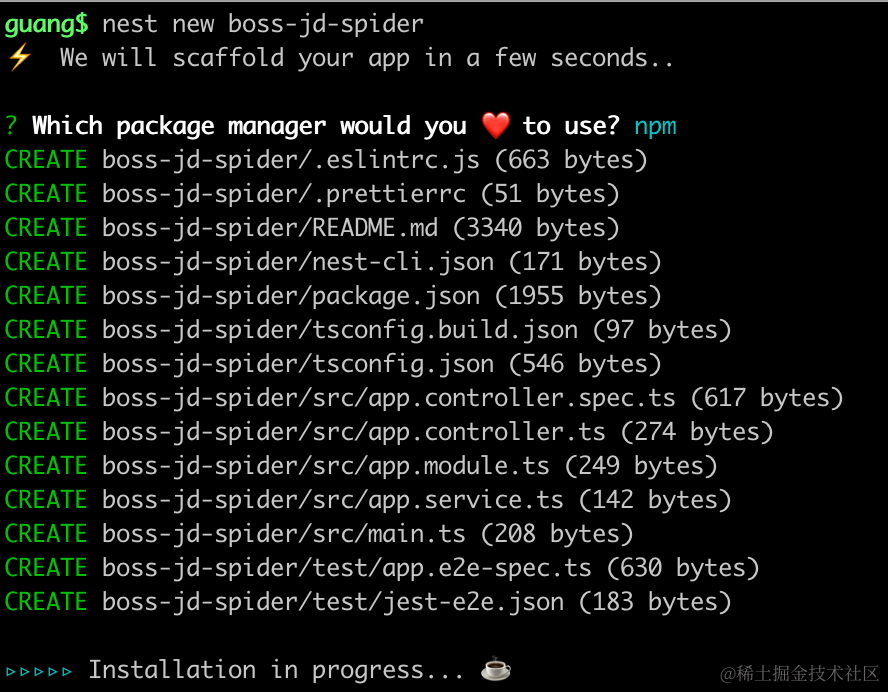 guang$ nest new boss-jd-spider
⚡ We will scaffold your app in a few seconds..
? Which package manager would you ❤️ to use? npm
CREATE boss-jd-spider/.eslintrc.js (663 bytes)
CREATE boss-jd-spider/.prettierrc (51 bytes)
CREATE boss-jd-spider/README.md (3340 bytes)
CREATE boss-jd-spider/nest-cli.json (171 bytes)
CREATE boss-jd-spider/package.json (1955 bytes)
CREATE boss-jd-spider/tsconfig.build.json (97 bytes)
CREATE boss-jd-spider/tsconfig.json (546 bytes)
CREATE boss-jd-spider/src/app.controller.spec.ts (617 bytes)
CREATE boss-jd-spider/src/app.controller.ts (274 bytes)
CREATE boss-jd-spider/src/app.module.ts (249 bytes)
CREATE boss-jd-spider/src/app.service.ts (142 bytes)
CREATE boss-jd-spider/src/main.ts (208 bytes)
CREATE boss-jd-spider/test/app.e2e-spec.ts (630 bytes)
CREATE boss-jd-spider/test/jest-e2e.json (183 bytes)
▹▹▹▹▹ Installation in progress... ☕
@稀土掘金技术社区